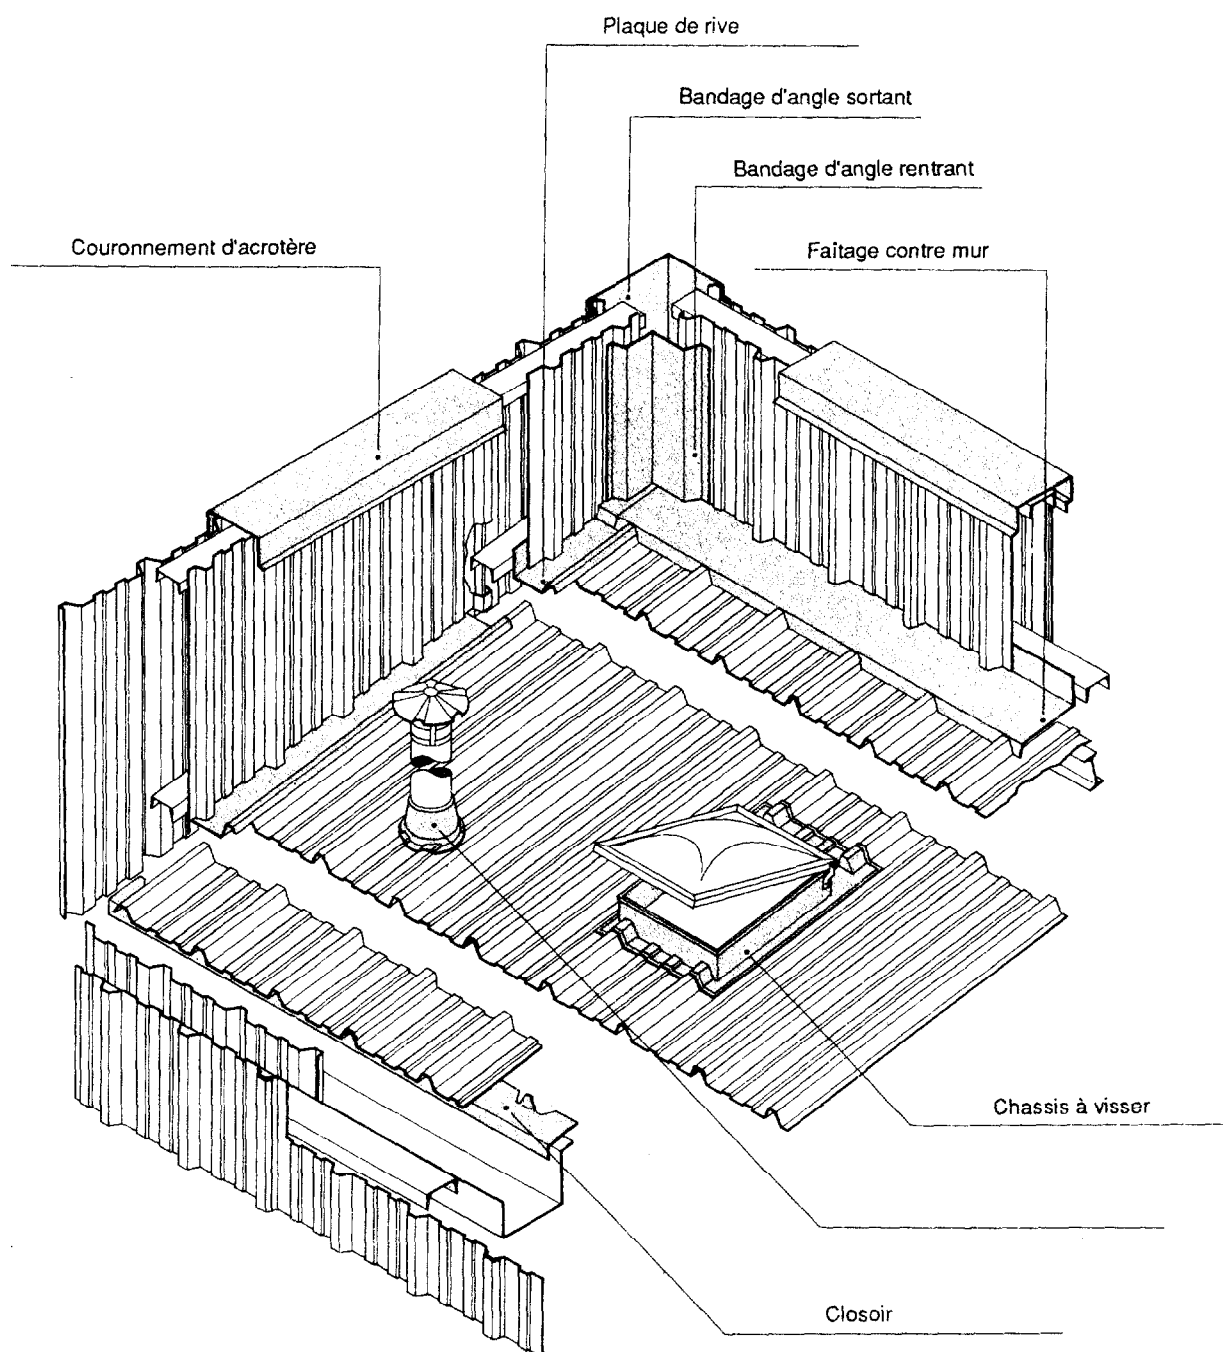 Plaque de rive
Bandage d'angle sortant
Bandage d'angle rentrant
Couronnement d'acrotère
Faitage contre mur
Chassis à visser
Closoir